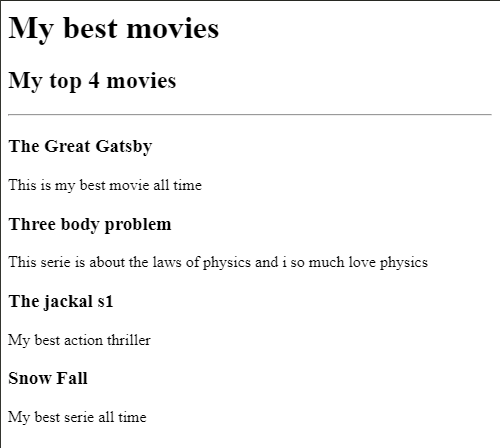 My best movies
My top 4 movies
The Great Gatsby
This is my best movie all time
Three body problem
This serie is about the laws of physics and i so much love physics
The jackal s1
My best action thriller
Snow Fall
My best serie all time